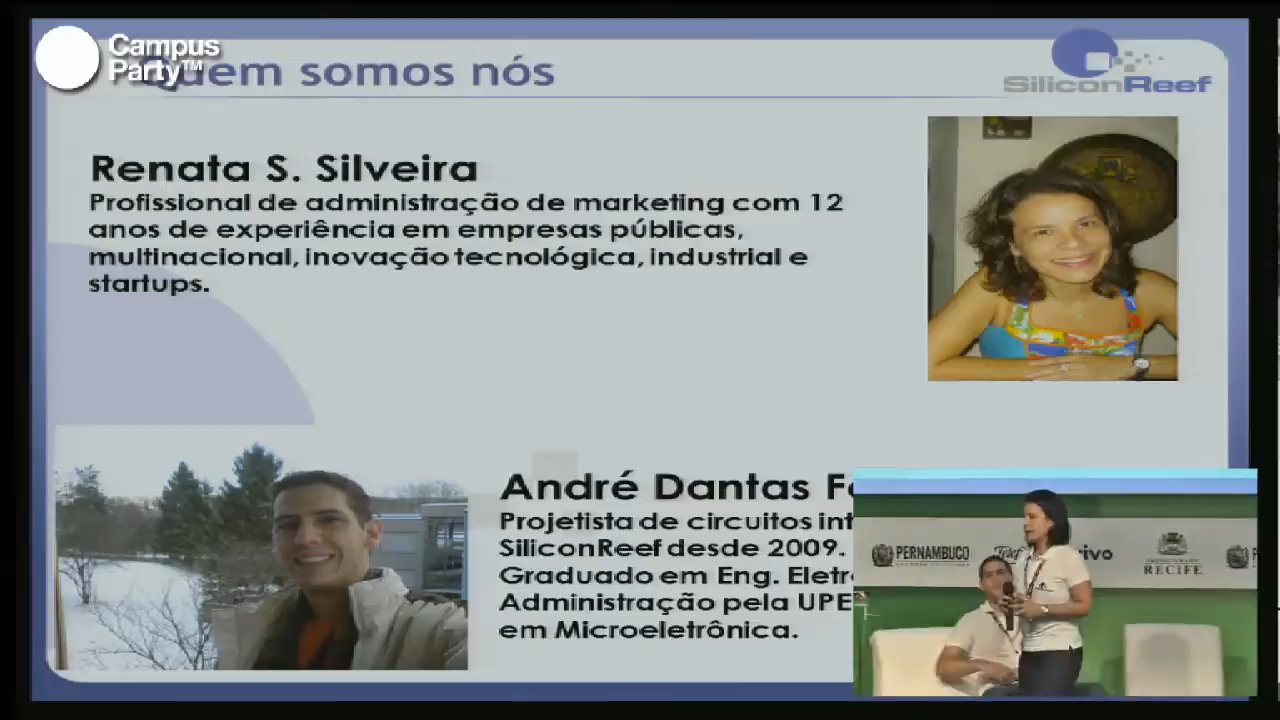 Campus
Party™
Quem somos nós
SiliconReef
Renata S. Silveira
Profissional de administração de marketing com 12
anos de experiência em empresas públicas,
multinacional, inovação tecnológica, industrial e
startups.
André Dantas
Projetista de circuitos
SiliconReef desde 2009.
Graduado em Eng.
Administração pela UPE
em Microeletrônica.
PERNAMBUCO
RECIFE